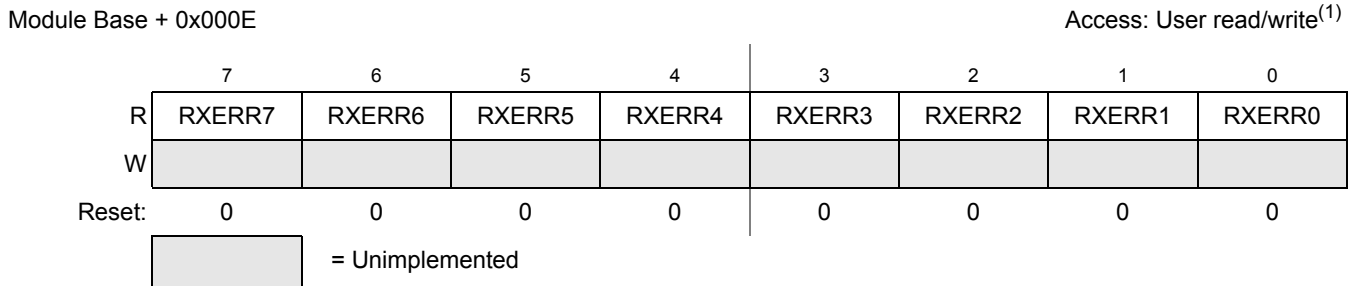 Module Base + 0x000E Access: User read/write(1)
7 6 5 4 3 2 1 0
R RXERR7 RXERR6 RXERR5 RXERR4 RXERR3 RXERR2 RXERR1 RXERR0
W
Reset: 0 0 0 0 0 0 0 0
= Unimplemented